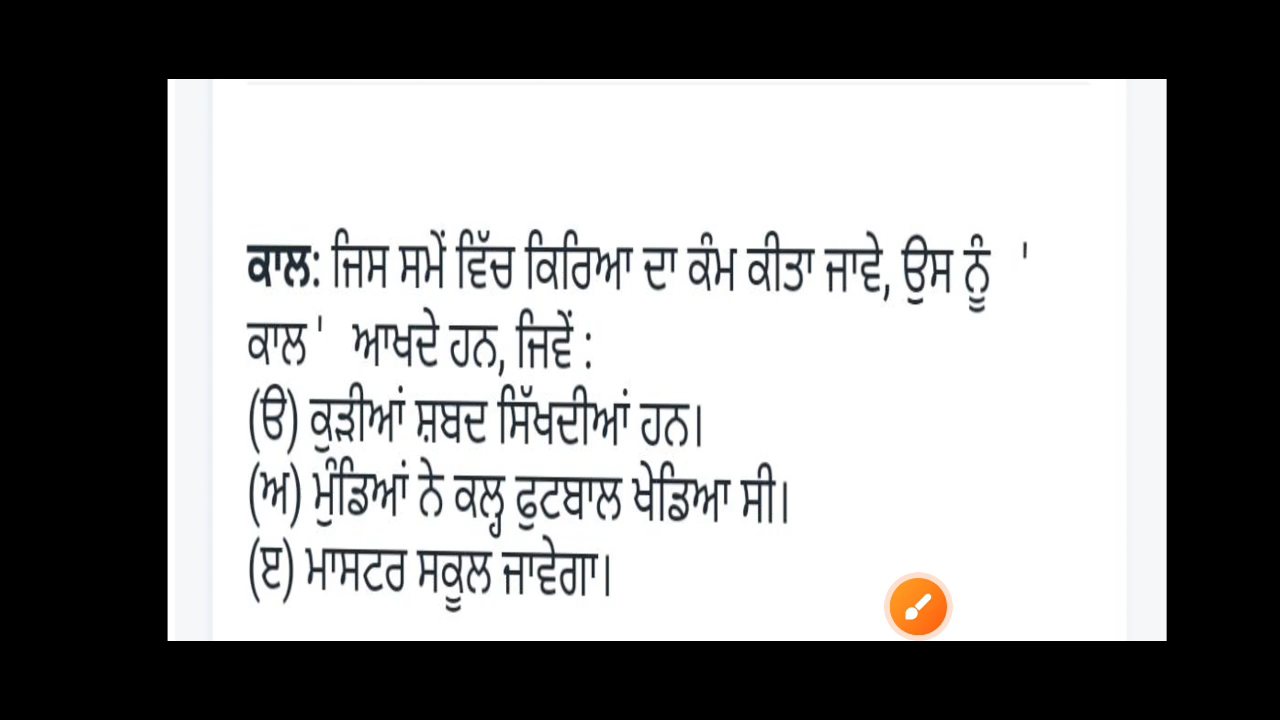 ਕਾਲ: ਜਿਸ ਸਮੇਂ ਵਿੱਚ ਕਿਰਿਆ ਦਾ ਕੰਮ ਕੀਤਾ ਜਾਵੇ, ਉਸ ਨੂੰ '
ਕਾਲ' ਆਖਦੇ ਹਨ, ਜਿਵੇਂ :
(ੳ) ਕੁੜੀਆਂ ਸ਼ਬਦ ਸਿੱਖਦੀਆਂ ਹਨ।
(ਅ) ਮੁੰਡਿਆਂ ਨੇ ਕਲ੍ਹ ਫੁਟਬਾਲ ਖੇਡਿਆ ਸੀ।
(ੲ) ਮਾਸਟਰ ਸਕੂਲ ਜਾਵੇਗਾ।